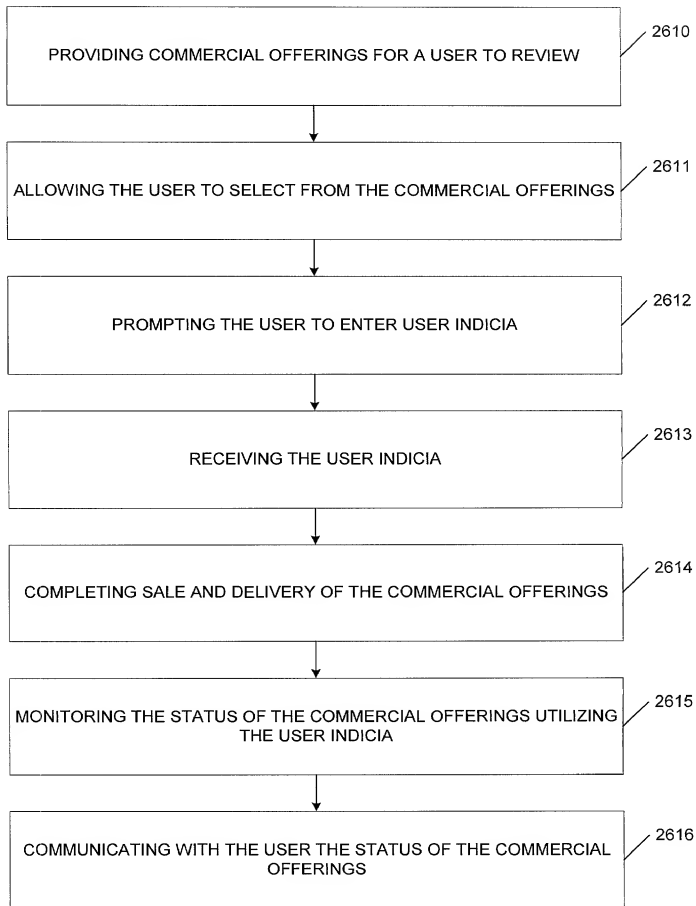 PROVIDING COMMERCIAL OFFERINGS FOR A USER TO REVIEW
2610
ALLOWING THE USER TO SELECT FROM THE COMMERCIAL OFFERINGS
2611
PROMPTING THE USER TO ENTER USER INDICIA
2612
RECEIVING THE USER INDICIA
2613
COMPLETING SALE AND DELIVERY OF THE COMMERCIAL OFFERINGS
2614
MONITORING THE STATUS OF THE COMMERCIAL OFFERINGS UTILIZING
THE USER INDICIA
2615
COMMUNICATING WITH THE USER THE STATUS OF THE COMMERCIAL
OFFERINGS
2616